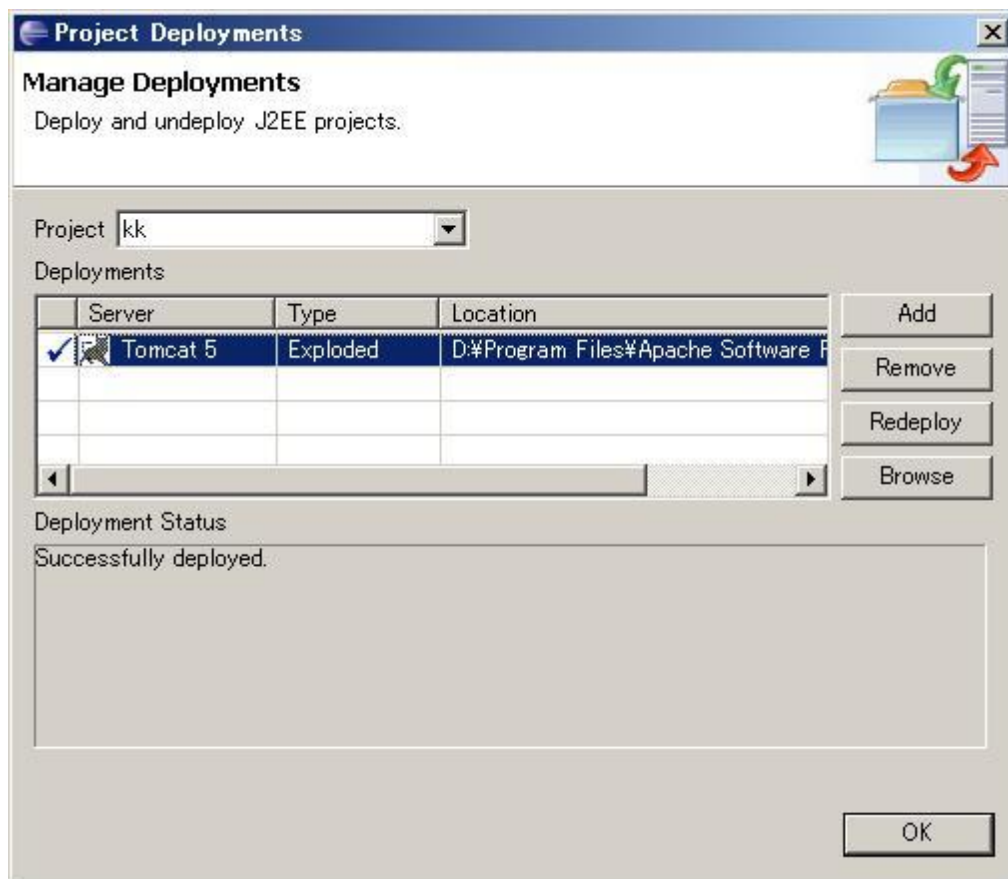 Project Deployments
Manage Deployments
Deploy and undeploy J2EE projects.
Project kk
Deployments
Server Type Location
Add
Tomcat 5 Exploded D:¥Program Files¥Apache Software
Remove
Redeploy
Browse
Deployment Status
Successfully deployed.
OK